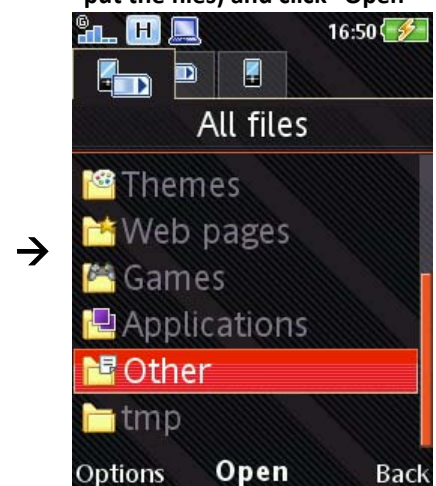 put the files) and click "Open"
G H 16:50
All files
Themes
Web pages
Games
Applications
Other
tmp
Options Open Back